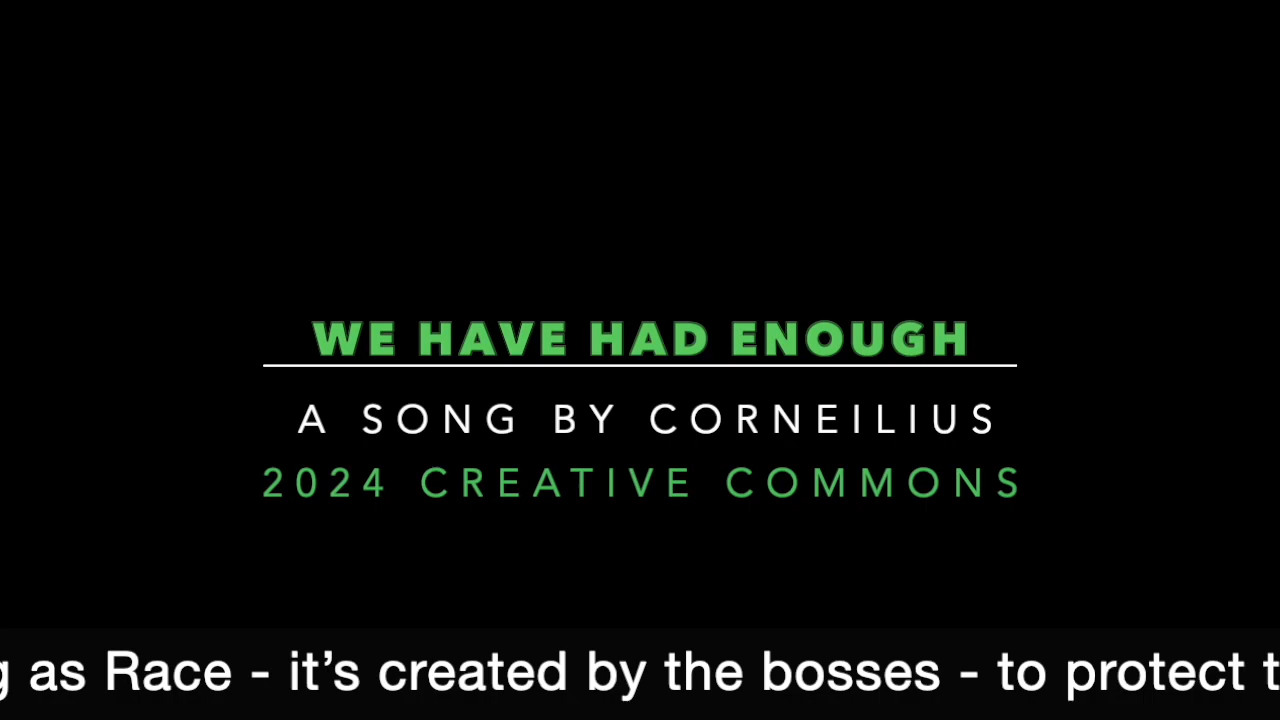 WE HAVE HAD ENOUGH
A SONG BY CORNEILIUS
2024 CREATIVE COMMONS
g as Race - it’s created by the bosses - to protect t